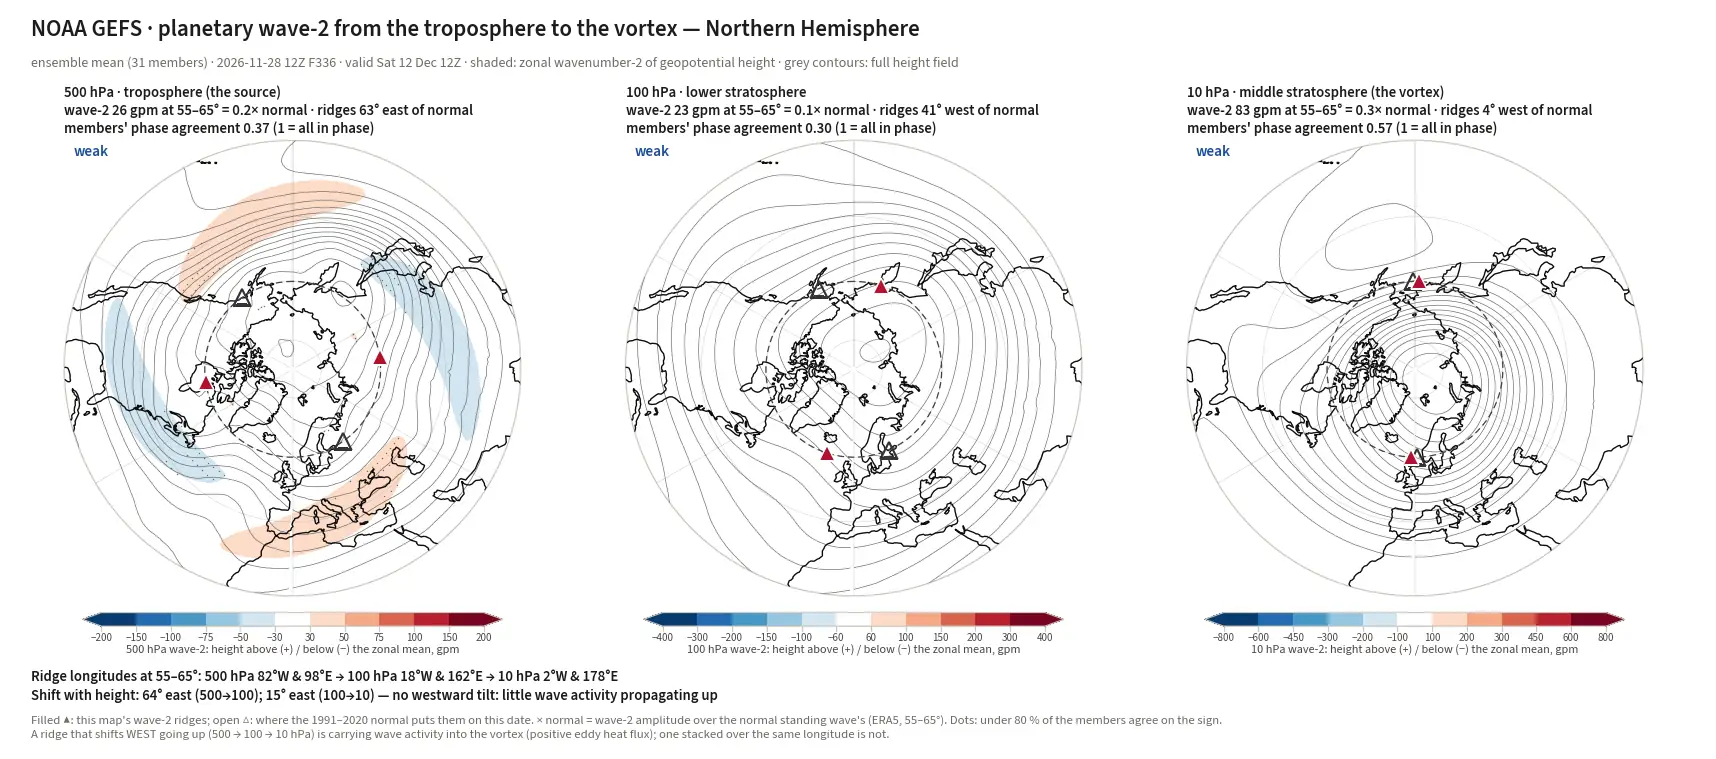 NOAA GEFS · planetary wave-2 from the troposphere to the vortex — Northern Hemisphere
ensemble mean (31 members) · 2026-11-28 12Z F336 · valid Sat 12 Dec 12Z · shaded: zonal wavenumber-2 of geopotential height · grey contours: full height field
500 hPa · troposphere (the source)
wave-2 26 gpm at 55–65° = 0.2× normal · ridges 63° east of normal
members' phase agreement 0.37 (1 = all in phase)
weak
100 hPa · lower stratosphere
wave-2 23 gpm at 55–65° = 0.1× normal · ridges 41° west of normal
members' phase agreement 0.30 (1 = all in phase)
weak
10 hPa · middle stratosphere (the vortex)
wave-2 83 gpm at 55–65° = 0.3× normal · ridges 4° west of normal
members' phase agreement 0.57 (1 = all in phase)
weak
−200 −150 −100 −75 −50 −30 30 50 75 100 150 200
500 hPa wave-2: height above (+) / below (−) the zonal mean, gpm
−400 −300 −200 −150 −100 −60 60 100 150 200 300 400
100 hPa wave-2: height above (+) / below (−) the zonal mean, gpm
−800 −600 −450 −300 −200 −100 100 200 300 450 600 800
10 hPa wave-2: height above (+) / below (−) the zonal mean, gpm
Ridge longitudes at 55–65°: 500 hPa 82°W & 98°E → 100 hPa 18°W & 162°E → 10 hPa 2°W & 178°E
Shift with height: 64° east (500→100); 15° east (100→10) — no westward tilt: little wave activity propagating up
Filled ▲: this map's wave-2 ridges; open △: where the 1991–2020 normal puts them on this date. × normal = wave-2 amplitude over the normal standing wave's (ERA5, 55–65°). Dots: under 80 % of the members agree on the sign.
A ridge that shifts WEST going up (500 → 100 → 10 hPa) is carrying wave activity into the vortex (positive eddy heat flux); one stacked over the same longitude is not.